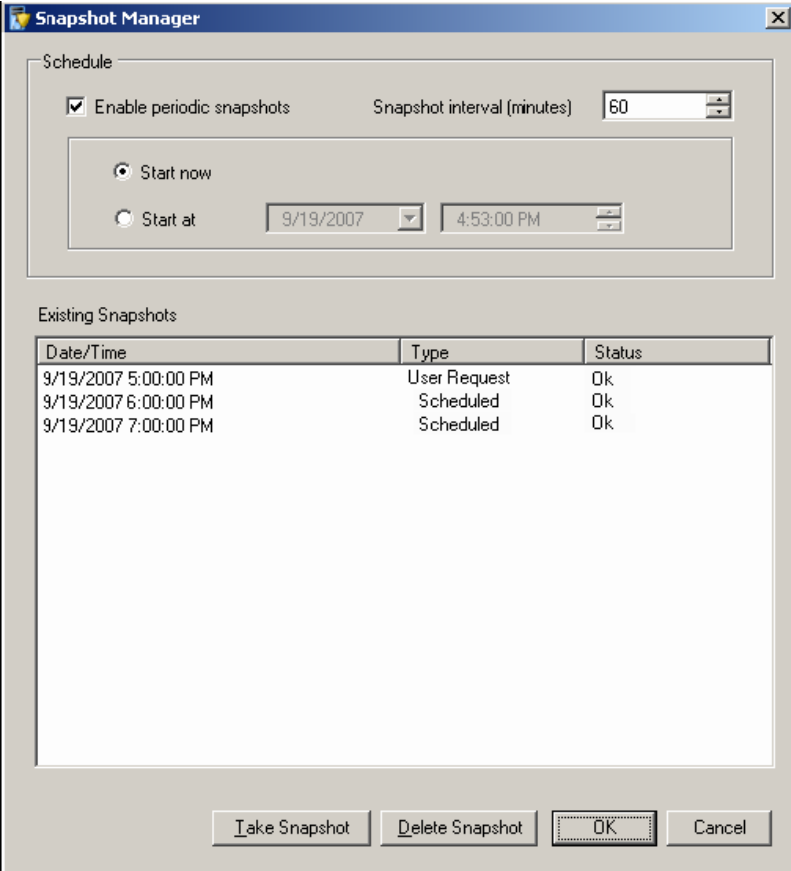 Snapshot Manager
Schedule
Enable periodic snapshots Snapshot interval (minutes) 60
Start now
Start at 9/19/2007 4:53:00 PM
Existing Snapshots
Date/Time Type Status
9/19/2007 5:00:00 PM User Request Ok
9/19/2007 6:00:00 PM Scheduled Ok
9/19/2007 7:00:00 PM Scheduled Ok
Take Snapshot Delete Snapshot OK Cancel